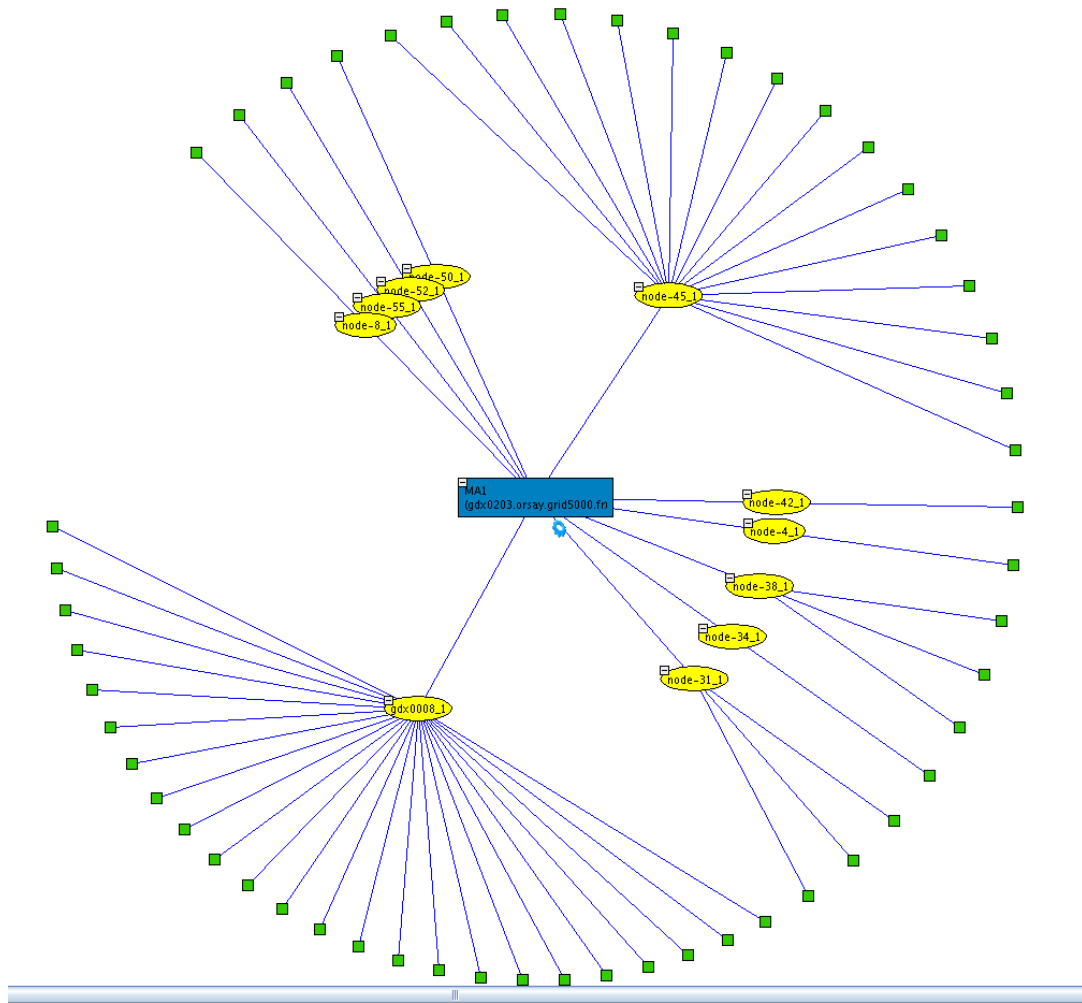 node-50_1
node-52_1
node-55_1
node-8_1
node-45_1
MA1
(gdx0203.orsay.grid5000.fr)
node-42_1
node-4_1
node-38_1
node-34_1
node-31_1
gdx0008_1